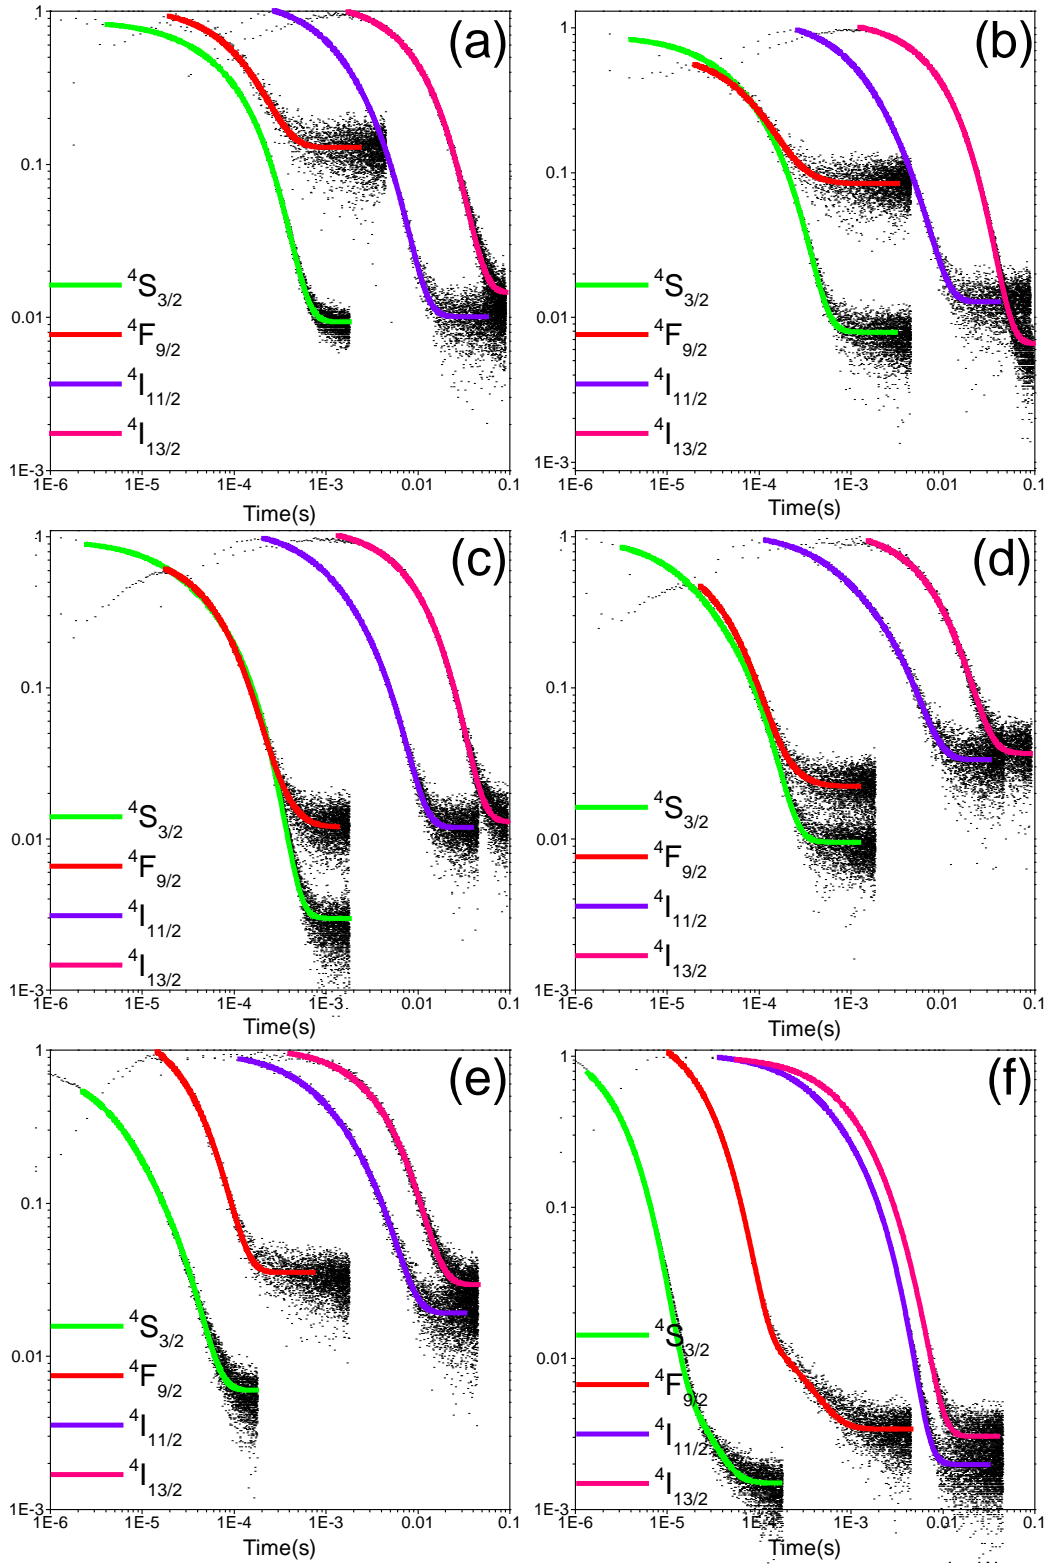 (a)
1
0.1
0.01
1E-3
⁴S₃/₂
⁴F₉/₂
⁴I₁₁/₂
⁴I₁₃/₂
1E-6 1E-5 1E-4 1E-3 0.01 0.1
Time(s)
(b)
1
0.1
0.01
1E-3
⁴S₃/₂
⁴F₉/₂
⁴I₁₁/₂
⁴I₁₃/₂
1E-6 1E-5 1E-4 1E-3 0.01 0.1
Time(s)
(c)
1
0.1
0.01
1E-3
⁴S₃/₂
⁴F₉/₂
⁴I₁₁/₂
⁴I₁₃/₂
1E-6 1E-5 1E-4 1E-3 0.01 0.1
Time(s)
(d)
1
0.1
0.01
1E-3
⁴S₃/₂
⁴F₉/₂
⁴I₁₁/₂
⁴I₁₃/₂
1E-6 1E-5 1E-4 1E-3 0.01 0.1
Time(s)
(e)
1
0.1
0.01
1E-3
⁴S₃/₂
⁴F₉/₂
⁴I₁₁/₂
⁴I₁₃/₂
1E-6 1E-5 1E-4 1E-3 0.01 0.1
Time(s)
(f)
1
0.1
0.01
1E-3
⁴S₃/₂
⁴F₉/₂
⁴I₁₁/₂
⁴I₁₃/₂
1E-6 1E-5 1E-4 1E-3 0.01 0.1
Time(s)